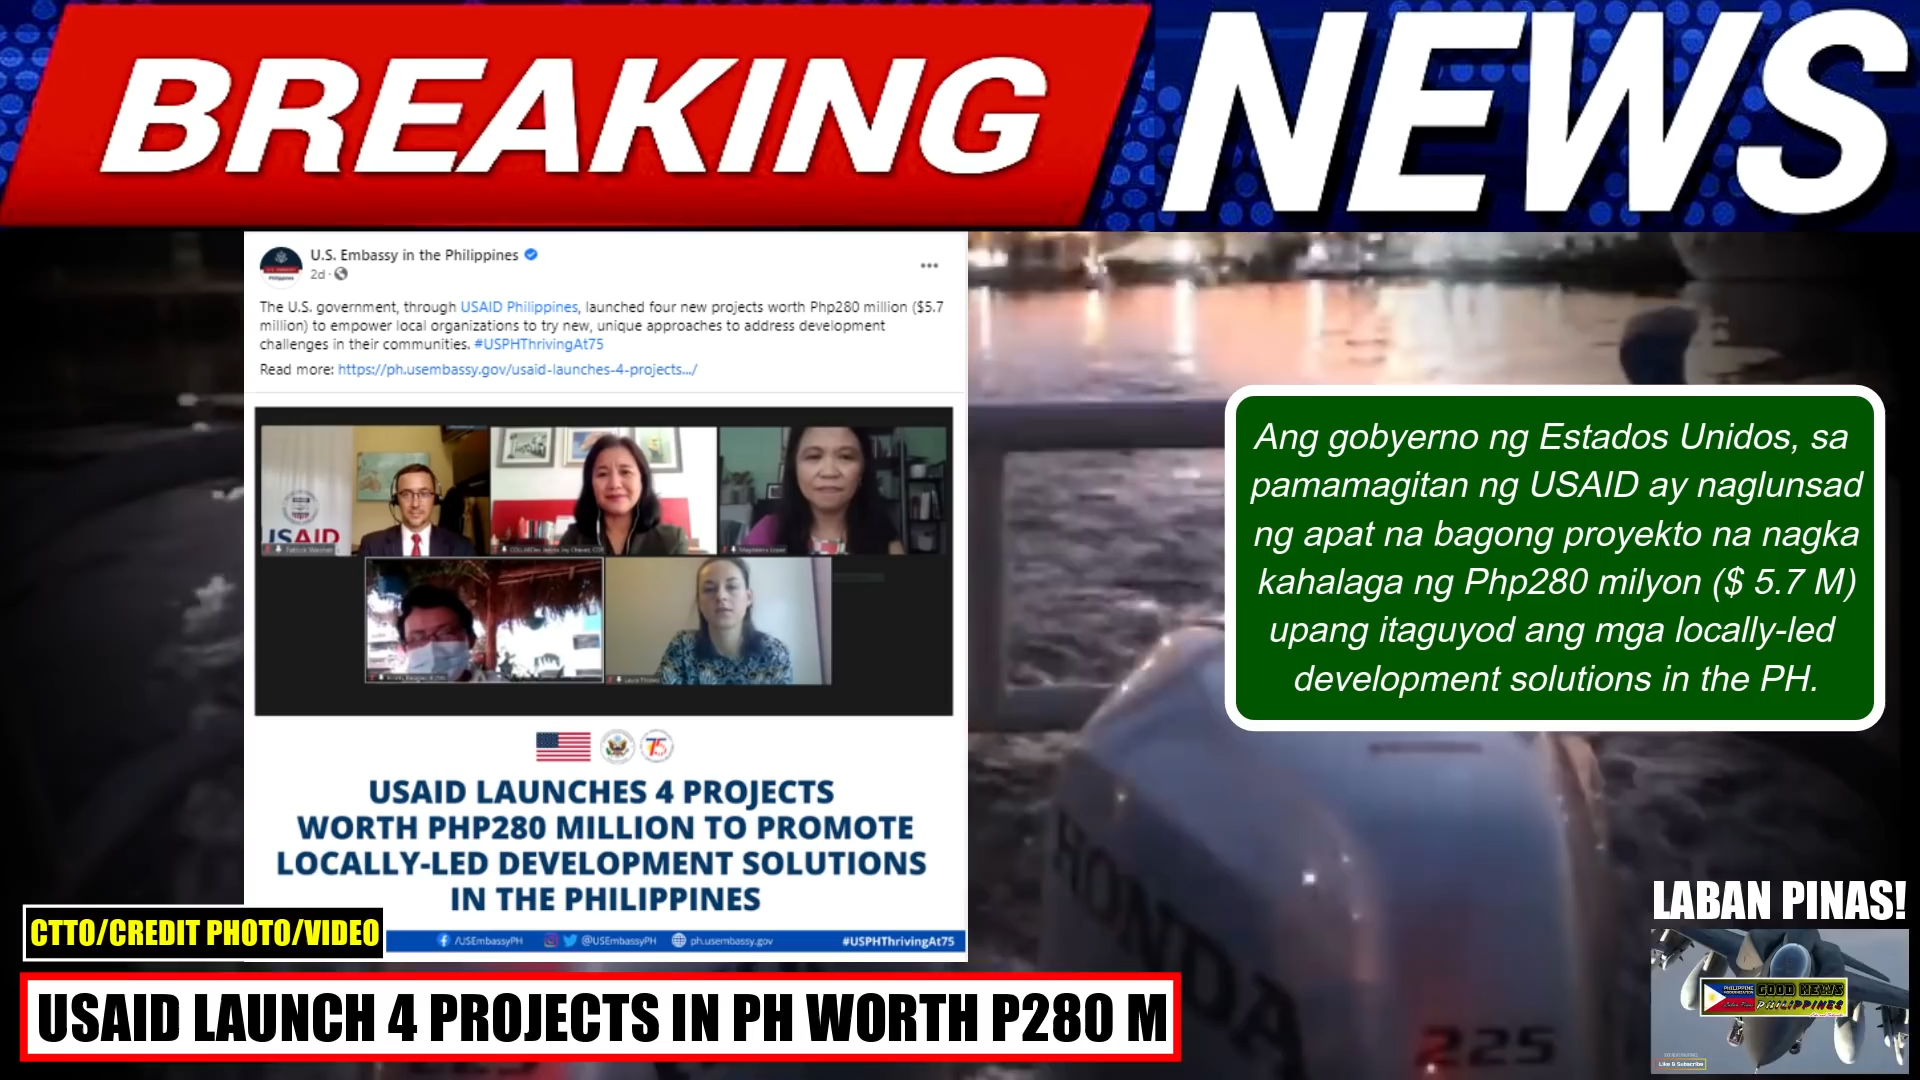 BREAKING NEWS
U.S. Embassy in the Philippines
2d ·
The U.S. government, through USAID Philippines, launched four new projects worth Php280 million ($5.7
million) to empower local organizations to try new, unique approaches to address development
challenges in their communities. #USPHThrivingAt75
Read more: https://ph.usembassy.gov/usaid-launches-4-projects.../
USAID
75
USAID LAUNCHES 4 PROJECTS
WORTH PHP280 MILLION TO PROMOTE
LOCALLY-LED DEVELOPMENT SOLUTIONS
IN THE PHILIPPINES
/USEmbassyPH @USEmbassyPH ph.usembassy.gov #USPHThrivingAt75
Ang gobyerno ng Estados Unidos, sa
pamamagitan ng USAID ay naglunsad
ng apat na bagong proyekto na nagka
kahalaga ng Php280 milyon ($ 5.7 M)
upang itaguyod ang mga locally-led
development solutions in the PH.
HONDA
225
CTTO/CREDIT PHOTO/VIDEO
USAID LAUNCH 4 PROJECTS IN PH WORTH P280 M
LABAN PINAS!
GOOD NEWS
PHILIPPINES
Like & Subscribe